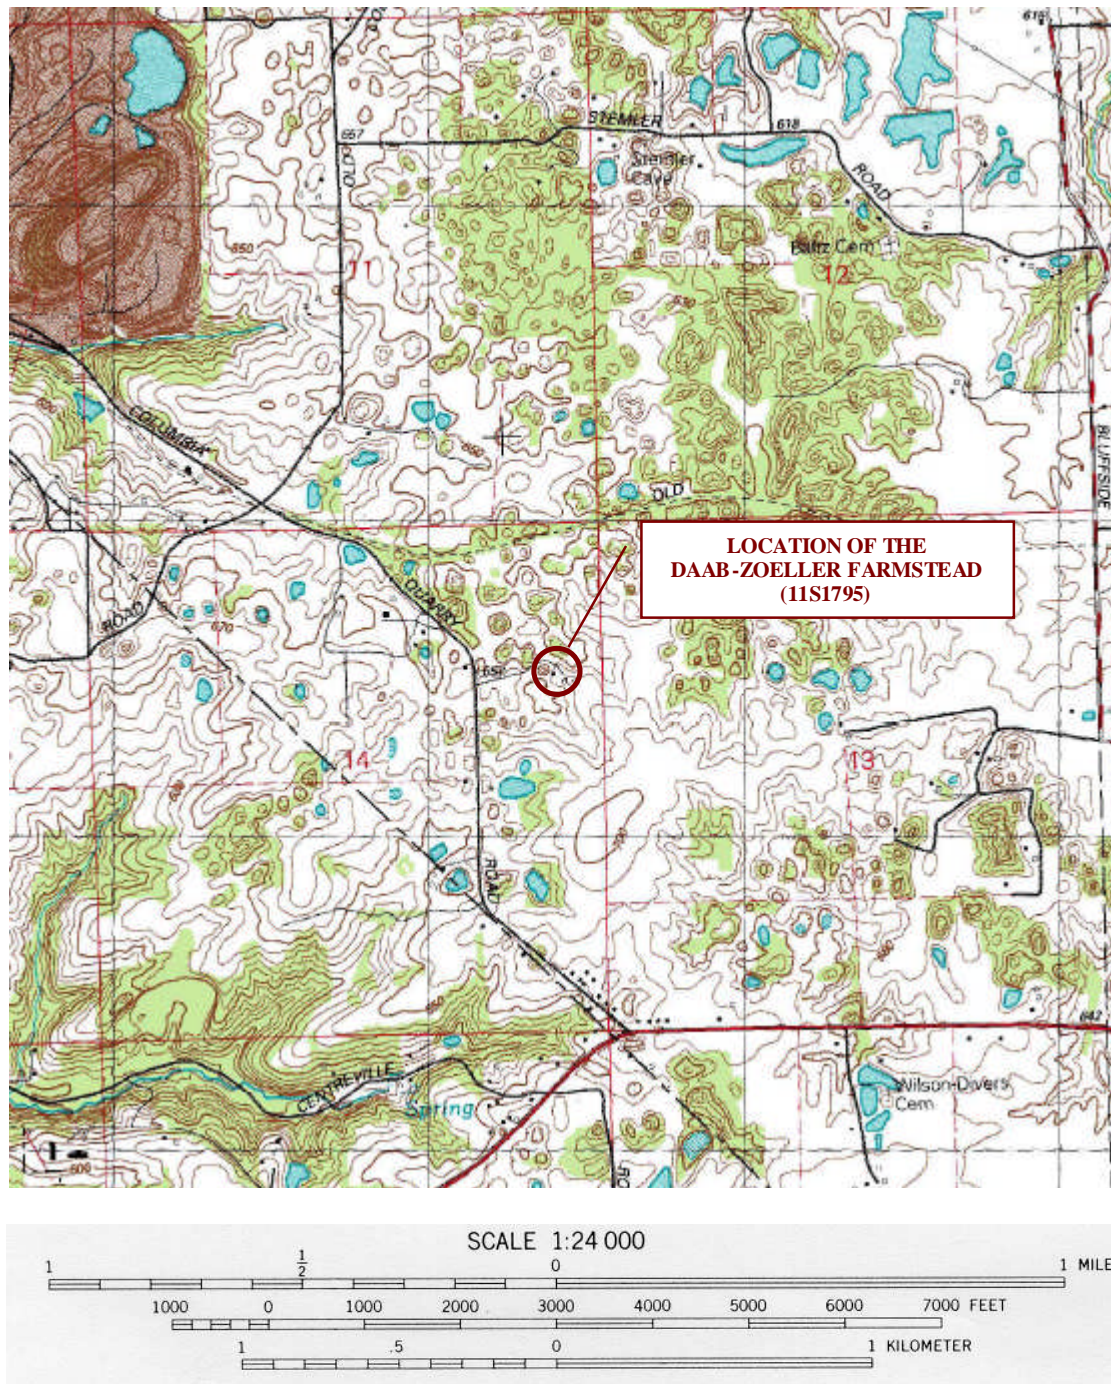 615
657
STEMLER
618
OLD
Stemler
Cave
ROAD
Baltz Cem
650
11
12
COLUMBIA
BLUFFSIDE
OLD
LOCATION OF THE
DAAB-ZOELLER FARMSTEAD
(11S1795)
QUARRY
ROAD
670
14
13
ROAD
642
CENTREVILLE
Spring
Wilson-Divers
Cem
600
SCALE 1:24 000
1 1/2 0 1 MILE
1000 0 1000 2000 3000 4000 5000 6000 7000 FEET
1 .5 0 1 KILOMETER